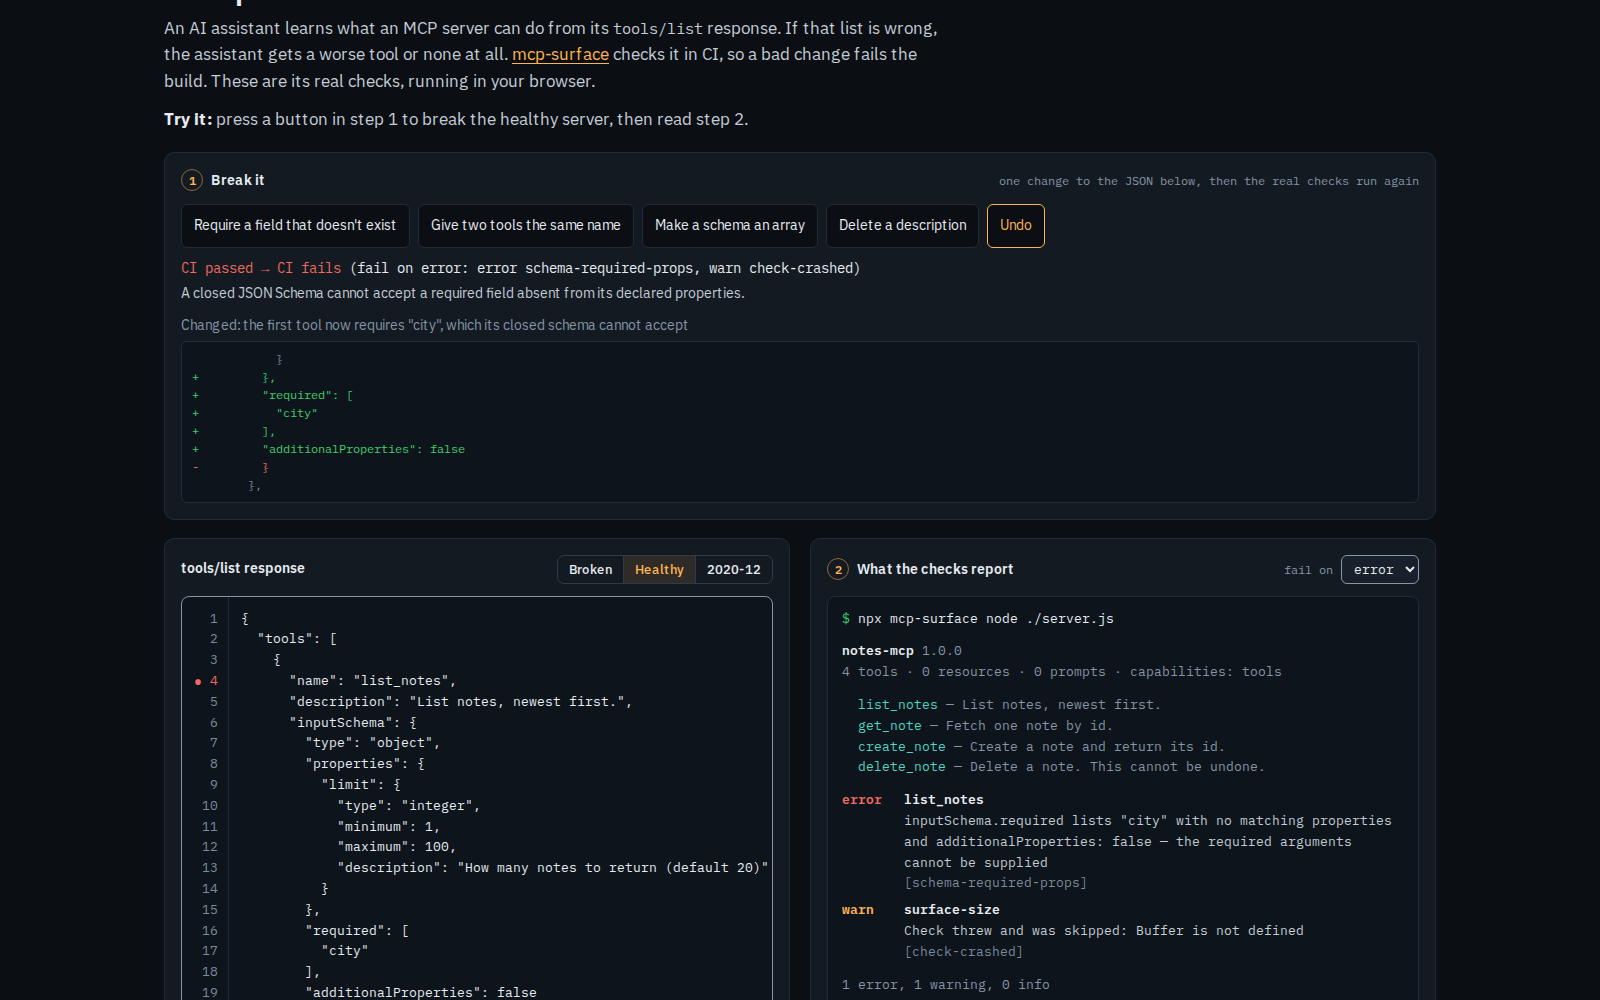 An AI assistant learns what an MCP server can do from its tools/list response. If that list is wrong,
the assistant gets a worse tool or none at all. mcp-surface checks it in CI, so a bad change fails the
build. These are its real checks, running in your browser.
Try it: press a button in step 1 to break the healthy server, then read step 2.
1 Break it
one change to the JSON below, then the real checks run again
Require a field that doesn't exist
Give two tools the same name
Make a schema an array
Delete a description
Undo
CI passed → CI fails (fail on error: error schema-required-props, warn check-crashed)
A closed JSON Schema cannot accept a required field absent from its declared properties.
Changed: the first tool now requires "city", which its closed schema cannot accept
}
+ },
+ "required": [
+ "city"
+ ],
+ "additionalProperties": false
- }
},
tools/list response
Broken Healthy 2020-12
1 {
2 "tools": [
3 {
4 "name": "list_notes",
5 "description": "List notes, newest first.",
6 "inputSchema": {
7 "type": "object",
8 "properties": {
9 "limit": {
10 "type": "integer",
11 "minimum": 1,
12 "maximum": 100,
13 "description": "How many notes to return (default 20)"
14 }
15 },
16 "required": [
17 "city"
18 ],
19 "additionalProperties": false
2 What the checks report
fail on error
$ npx mcp-surface node ./server.js
notes-mcp 1.0.0
4 tools · 0 resources · 0 prompts · capabilities: tools
list_notes — List notes, newest first.
get_note — Fetch one note by id.
create_note — Create a note and return its id.
delete_note — Delete a note. This cannot be undone.
error list_notes
inputSchema.required lists "city" with no matching properties
and additionalProperties: false — the required arguments
cannot be supplied
[schema-required-props]
warn surface-size
Check threw and was skipped: Buffer is not defined
[check-crashed]
1 error, 1 warning, 0 info